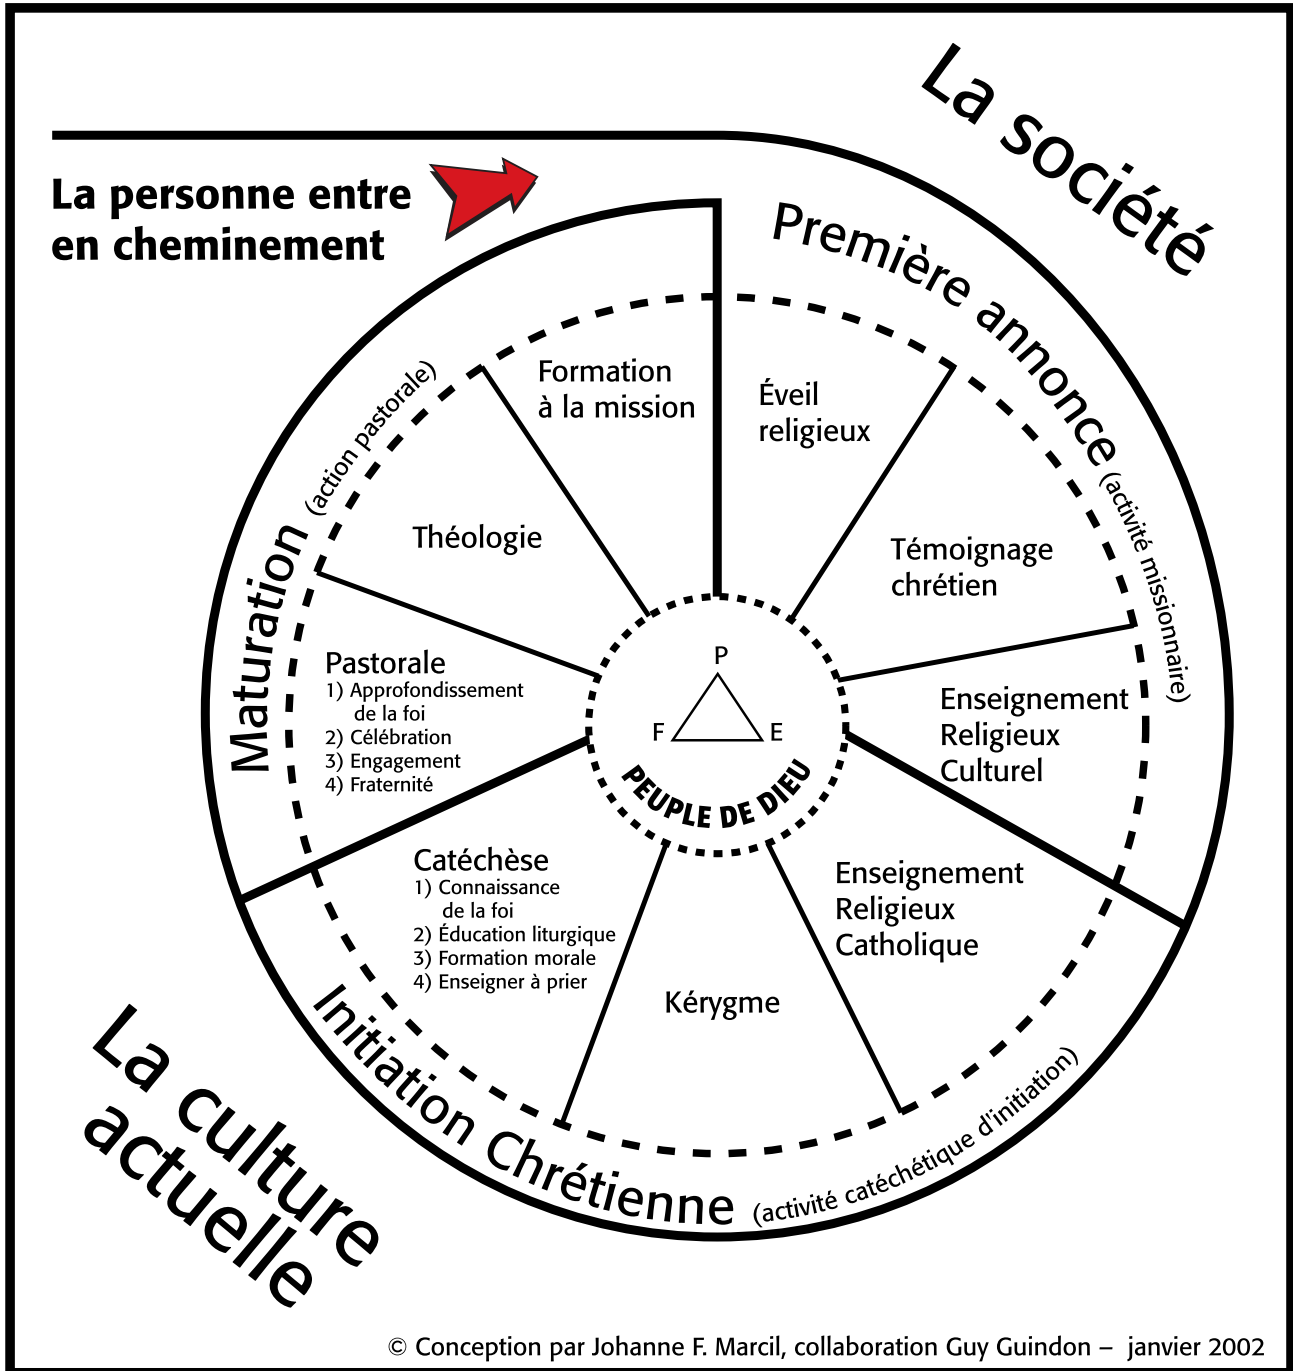 La société
La personne entre
en cheminement
Première annonce
(activité missionnaire)
Éveil
religieux
Témoignage
chrétien
Enseignement
Religieux
Culturel
Enseignement
Religieux
Catholique
Kérygme
Catéchèse
1) Connaissance
de la foi
2) Éducation liturgique
3) Formation morale
4) Enseigner à prier
Initiation Chrétienne
(activité catéchétique d'initiation)
Pastorale
1) Approfondissement
de la foi
2) Célébration
3) Engagement
4) Fraternité
Théologie
Formation
à la mission
Maturation
(action pastorale)
P
F E
PEUPLE DE DIEU
La culture
actuelle
© Conception par Johanne F. Marcil, collaboration Guy Guindon – janvier 2002